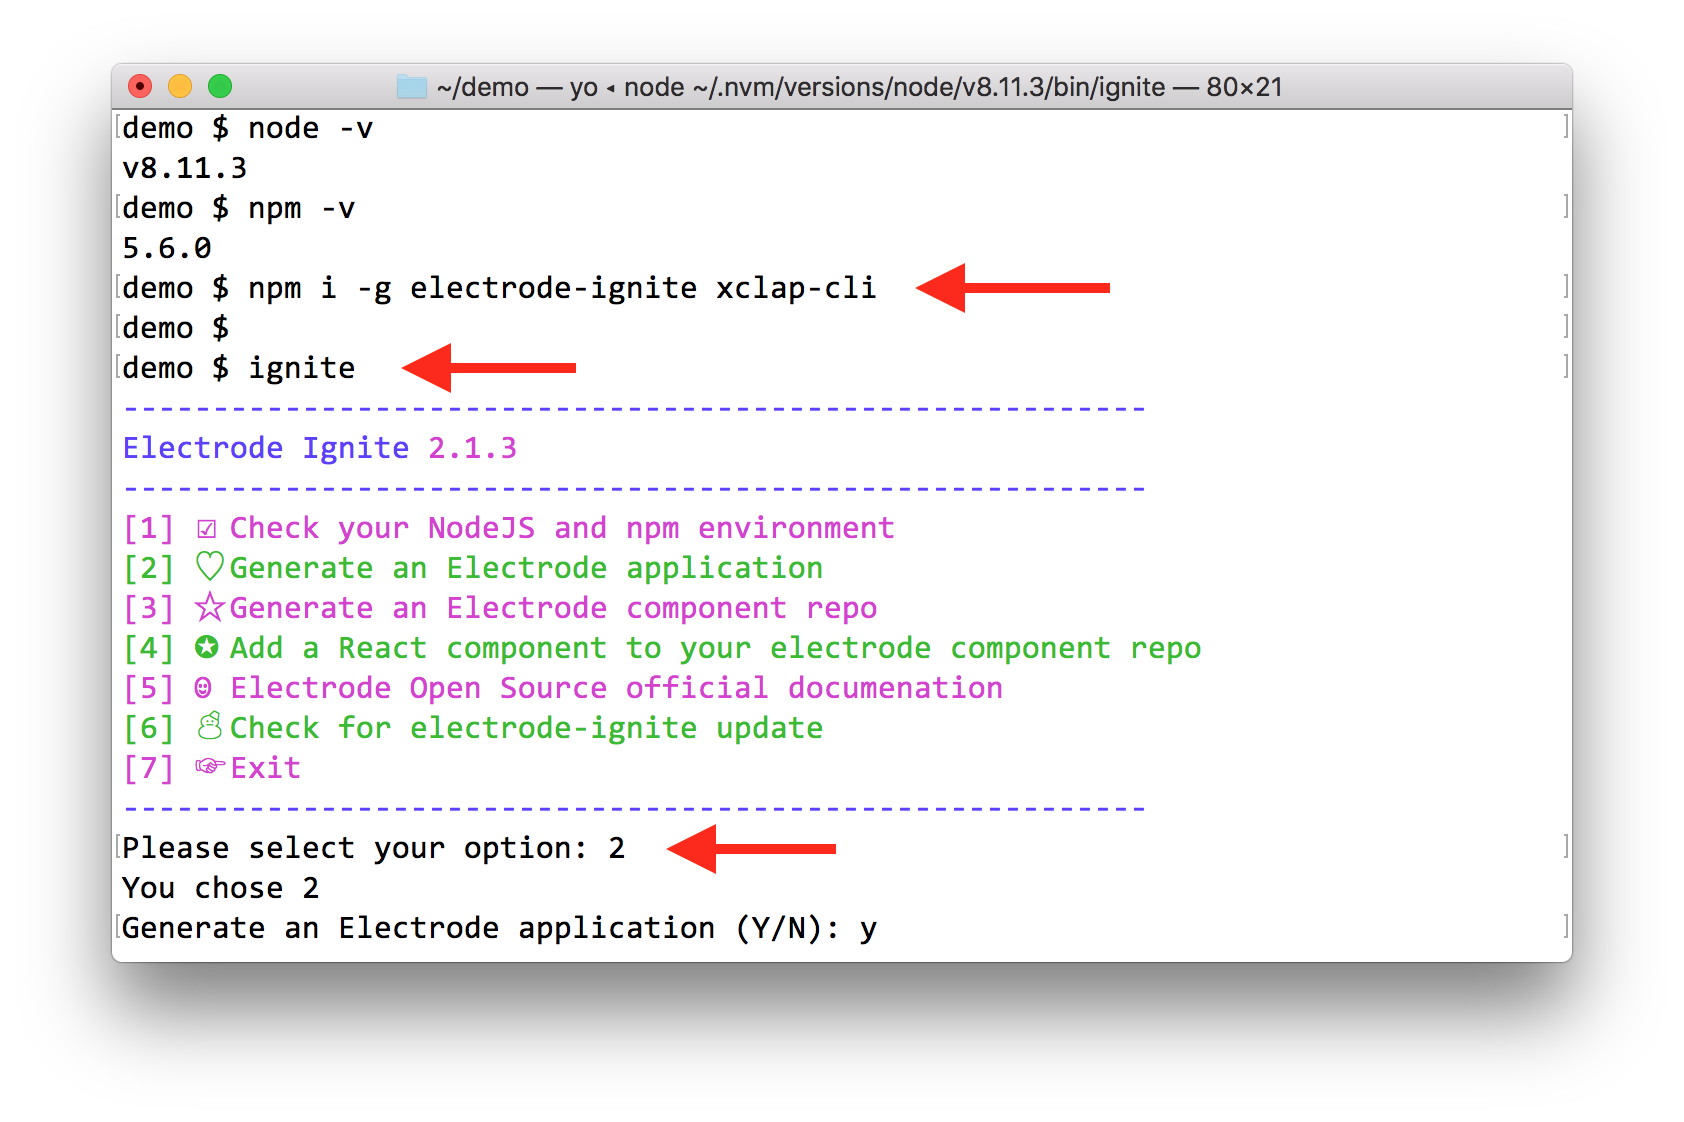 ~/demo — yo ◂ node ~/.nvm/versions/node/v8.11.3/bin/ignite — 80×21
demo $ node -v
v8.11.3
demo $ npm -v
5.6.0
demo $ npm i -g electrode-ignite xclap-cli
demo $
demo $ ignite
---------------------------------------------------------
Electrode Ignite 2.1.3
---------------------------------------------------------
[1] ☑ Check your NodeJS and npm environment
[2] ♡ Generate an Electrode application
[3] ☆ Generate an Electrode component repo
[4] ✪ Add a React component to your electrode component repo
[5] ☻ Electrode Open Source official documenation
[6] ☃ Check for electrode-ignite update
[7] ☞ Exit
---------------------------------------------------------
Please select your option: 2
You chose 2
Generate an Electrode application (Y/N): y